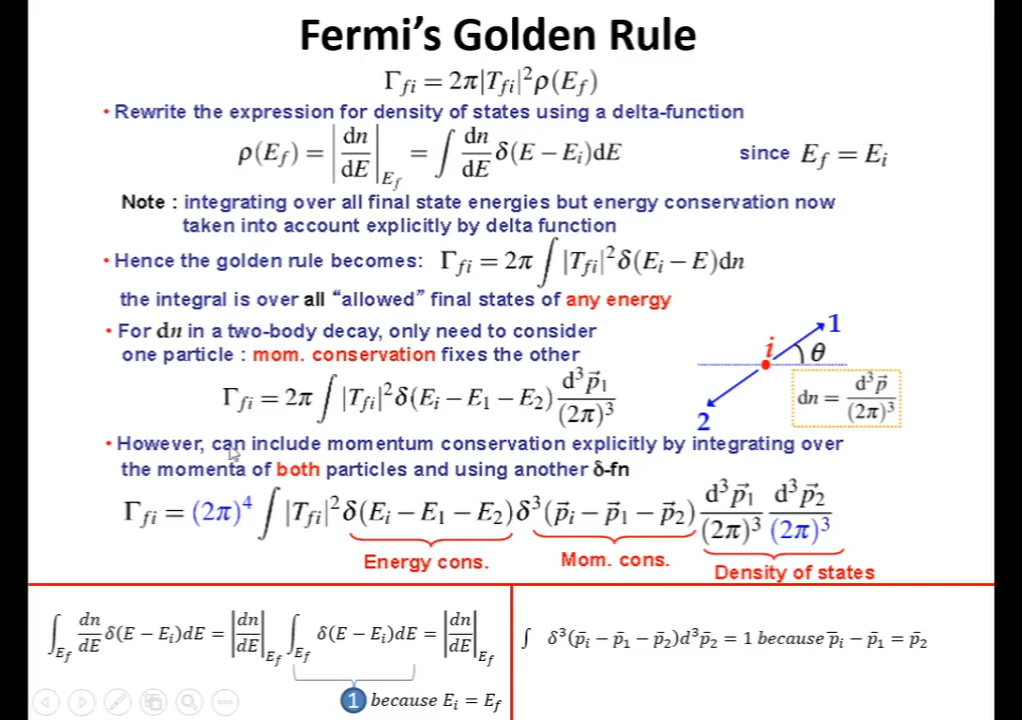 Fermi's Golden Rule
Γ_fi = 2π|T_fi|²ρ(E_f)
• Rewrite the expression for density of states using a delta-function
ρ(E_f) = |dn/dE|_{E_f} = ∫ dn/dE δ(E − E_i)dE since E_f = E_i
Note : integrating over all final state energies but energy conservation now
taken into account explicitly by delta function
• Hence the golden rule becomes: Γ_fi = 2π ∫ |T_fi|²δ(E_i − E)dn
the integral is over all "allowed" final states of any energy
• For dn in a two-body decay, only need to consider
one particle : mom. conservation fixes the other
Γ_fi = 2π ∫ |T_fi|²δ(E_i − E_1 − E_2) d³p⃗_1/(2π)³
i 1 θ
2
dn = d³p⃗/(2π)³
• However, can include momentum conservation explicitly by integrating over
the momenta of both particles and using another δ-fn
Γ_fi = (2π)⁴ ∫ |T_fi|²δ(E_i − E_1 − E_2)δ³(p⃗_i − p⃗_1 − p⃗_2) d³p⃗_1/(2π)³ d³p⃗_2/(2π)³
Energy cons. Mom. cons. Density of states
∫_{E_f} dn/dE δ(E − E_i)dE = |dn/dE|_{E_f} ∫_{E_f} δ(E − E_i)dE = |dn/dE|_{E_f}
1 because E_i = E_f
∫ δ³(p̄_i − p̄_1 − p̄_2)d³p̄_2 = 1 because p̄_i − p̄_1 = p̄_2